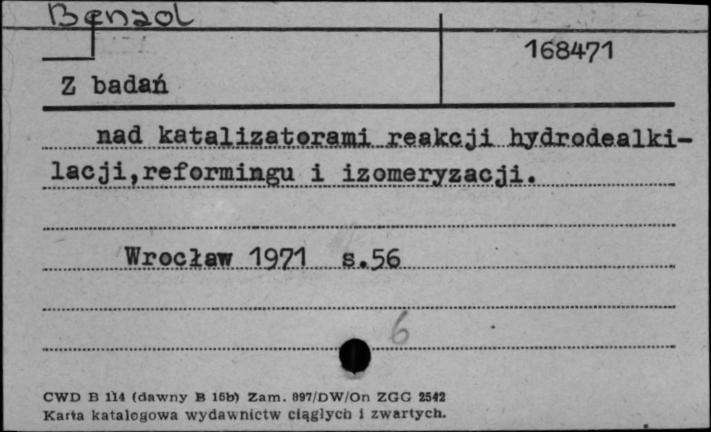 Benzol
168471
Z badań
nad katalizatorami reakcji hydrodealki-
lacji,reformingu i izomeryzacji.
Wrocław 1971 s.56
6
CWD B 114 (dawny B 16b) Zam. 897/DW/On ZGG 2542
Karta katalogowa wydawnictw ciągłych i zwartych.